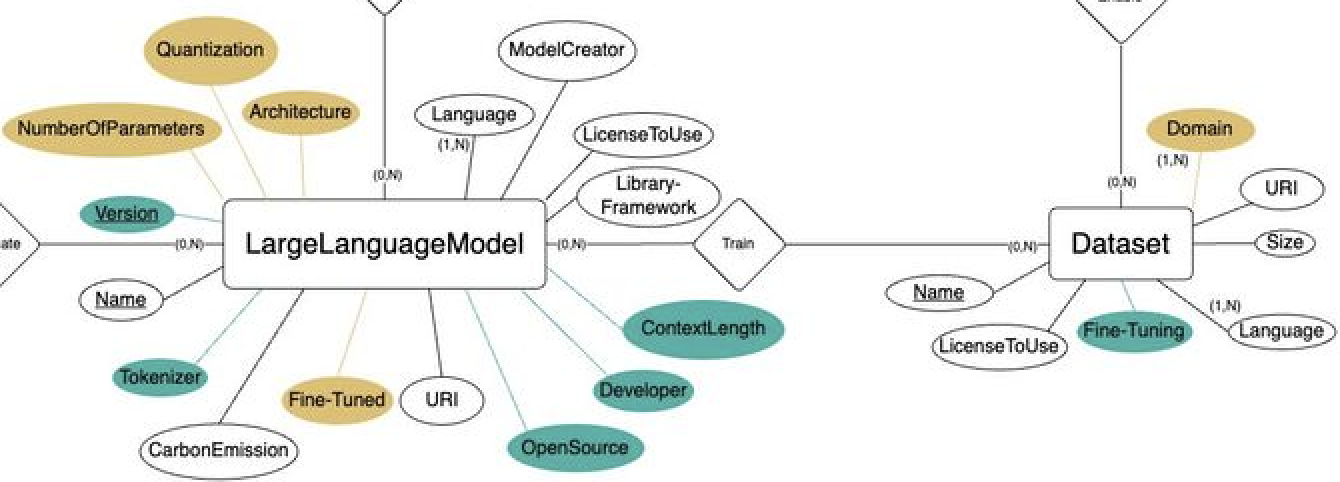 Quantization
ModelCreator
Architecture
Language
(1,N)
NumberOfParameters
LicenseToUse
Domain
(1,N)
(0,N)
(0,N)
Library-
Framework
URI
Version
ate
(0,N)
LargeLanguageModel
(0,N)
Train
(0,N)
Dataset
Size
Name
Name
(1,N)
ContextLength
LicenseToUse
Fine-Tuning
Language
Tokenizer
Fine-Tuned
URI
Developer
CarbonEmission
OpenSource